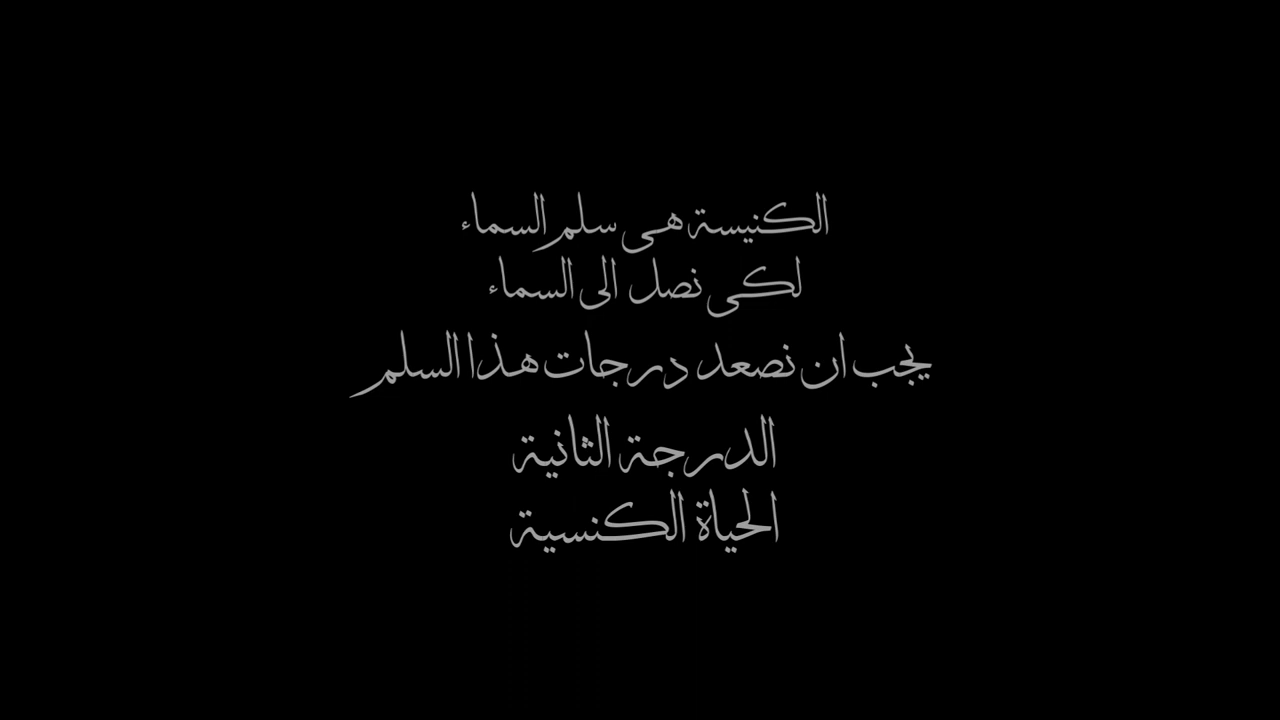 الكنيسة هى سلم السماء
لكى نصل الى السماء
يجب ان نصعد درجات هذا السلم
الدرجة الثانية
الحياة الكنسية